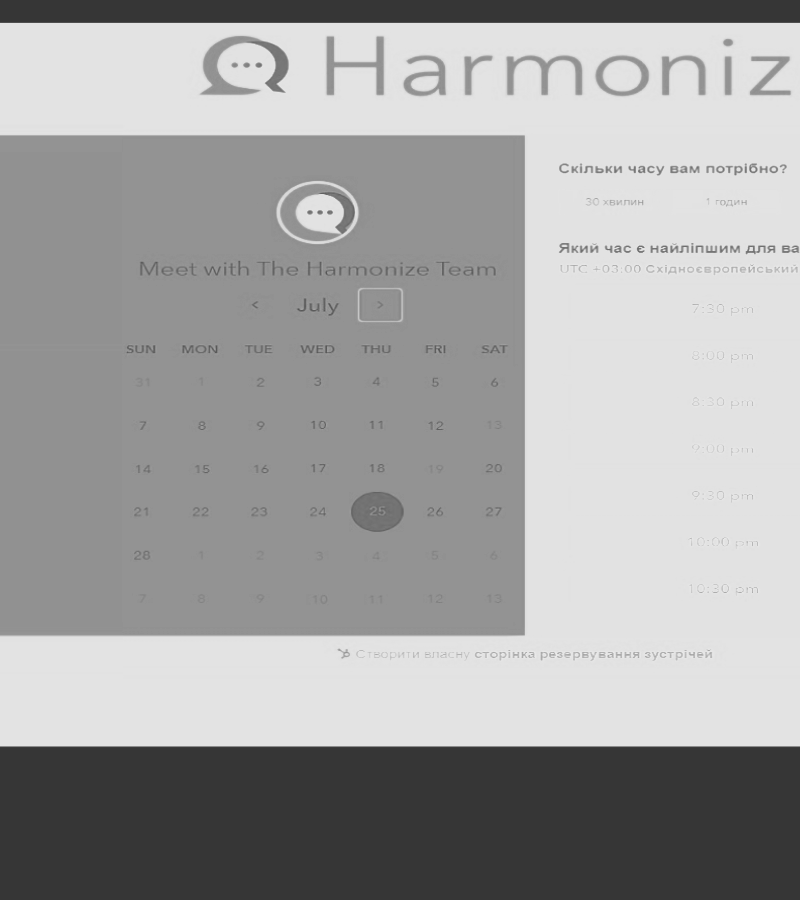 Harmoniz
Meet with The Harmonize Team
< July >
SUN MON TUE WED THU FRI SAT
31 1 2 3 4 5 6
7 8 9 10 11 12 13
14 15 16 17 18 19 20
21 22 23 24 25 26 27
28 1 2 3 4 5 6
7 8 9 10 11 12 13
Скільки часу вам потрібно?
30 хвилин 1 годин
Який час є найліпшим для ва
UTC +03:00 Східноєвропейський
7:30 pm
8:00 pm
8:30 pm
9:00 pm
9:30 pm
10:00 pm
10:30 pm
Створити власну сторінка резервування зустрічей